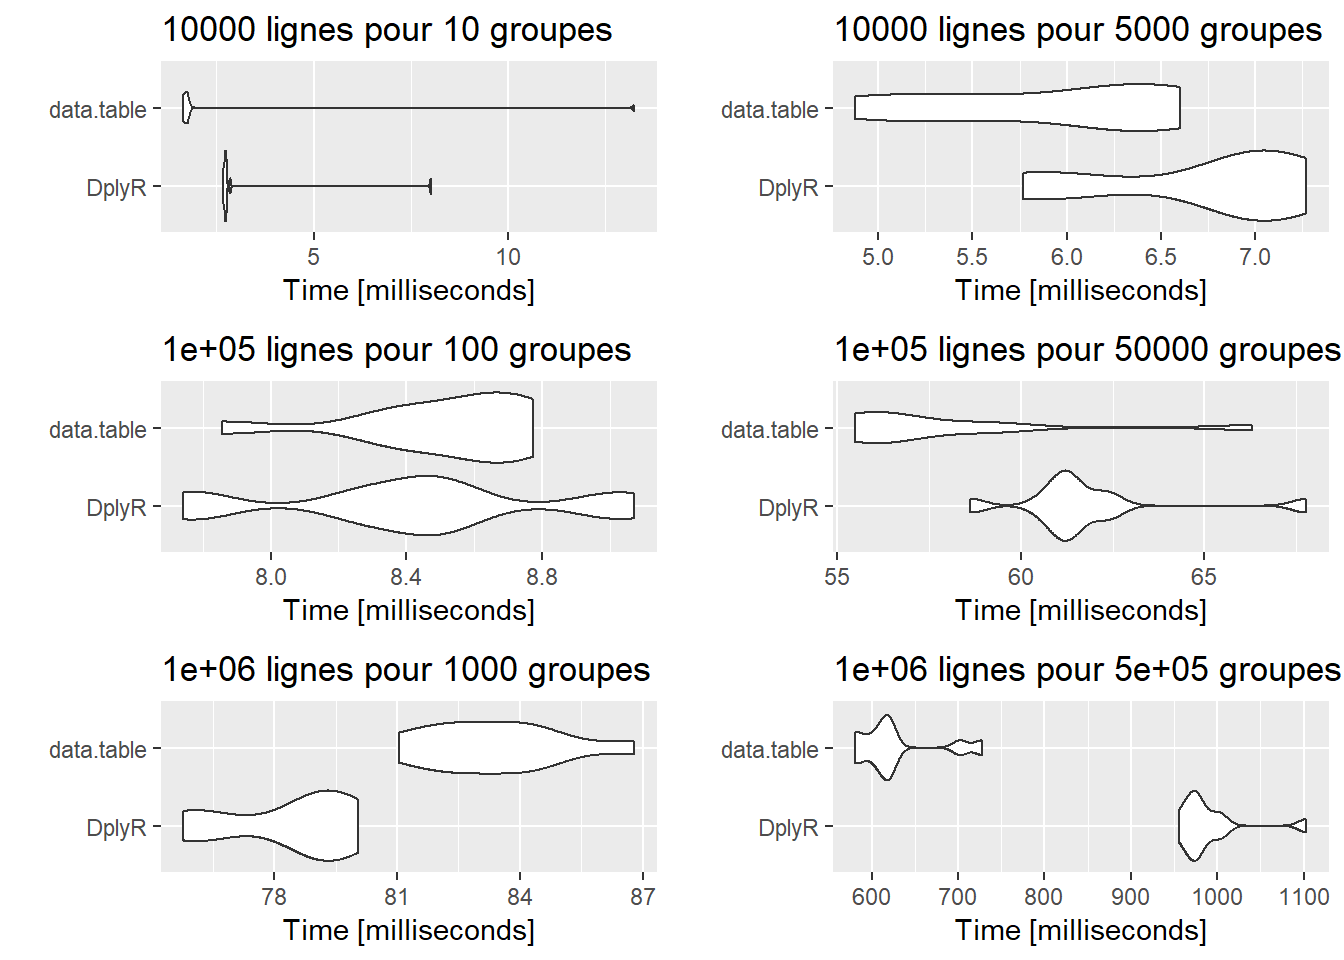 10000 lignes pour 10 groupes
data.table
DplyR
5 10
Time [milliseconds]
10000 lignes pour 5000 groupes
data.table
DplyR
5.0 5.5 6.0 6.5 7.0
Time [milliseconds]
1e+05 lignes pour 100 groupes
data.table
DplyR
8.0 8.4 8.8
Time [milliseconds]
1e+05 lignes pour 50000 groupes
data.table
DplyR
55 60 65
Time [milliseconds]
1e+06 lignes pour 1000 groupes
data.table
DplyR
78 81 84 87
Time [milliseconds]
1e+06 lignes pour 5e+05 groupes
data.table
DplyR
600 700 800 900 1000 1100
Time [milliseconds]